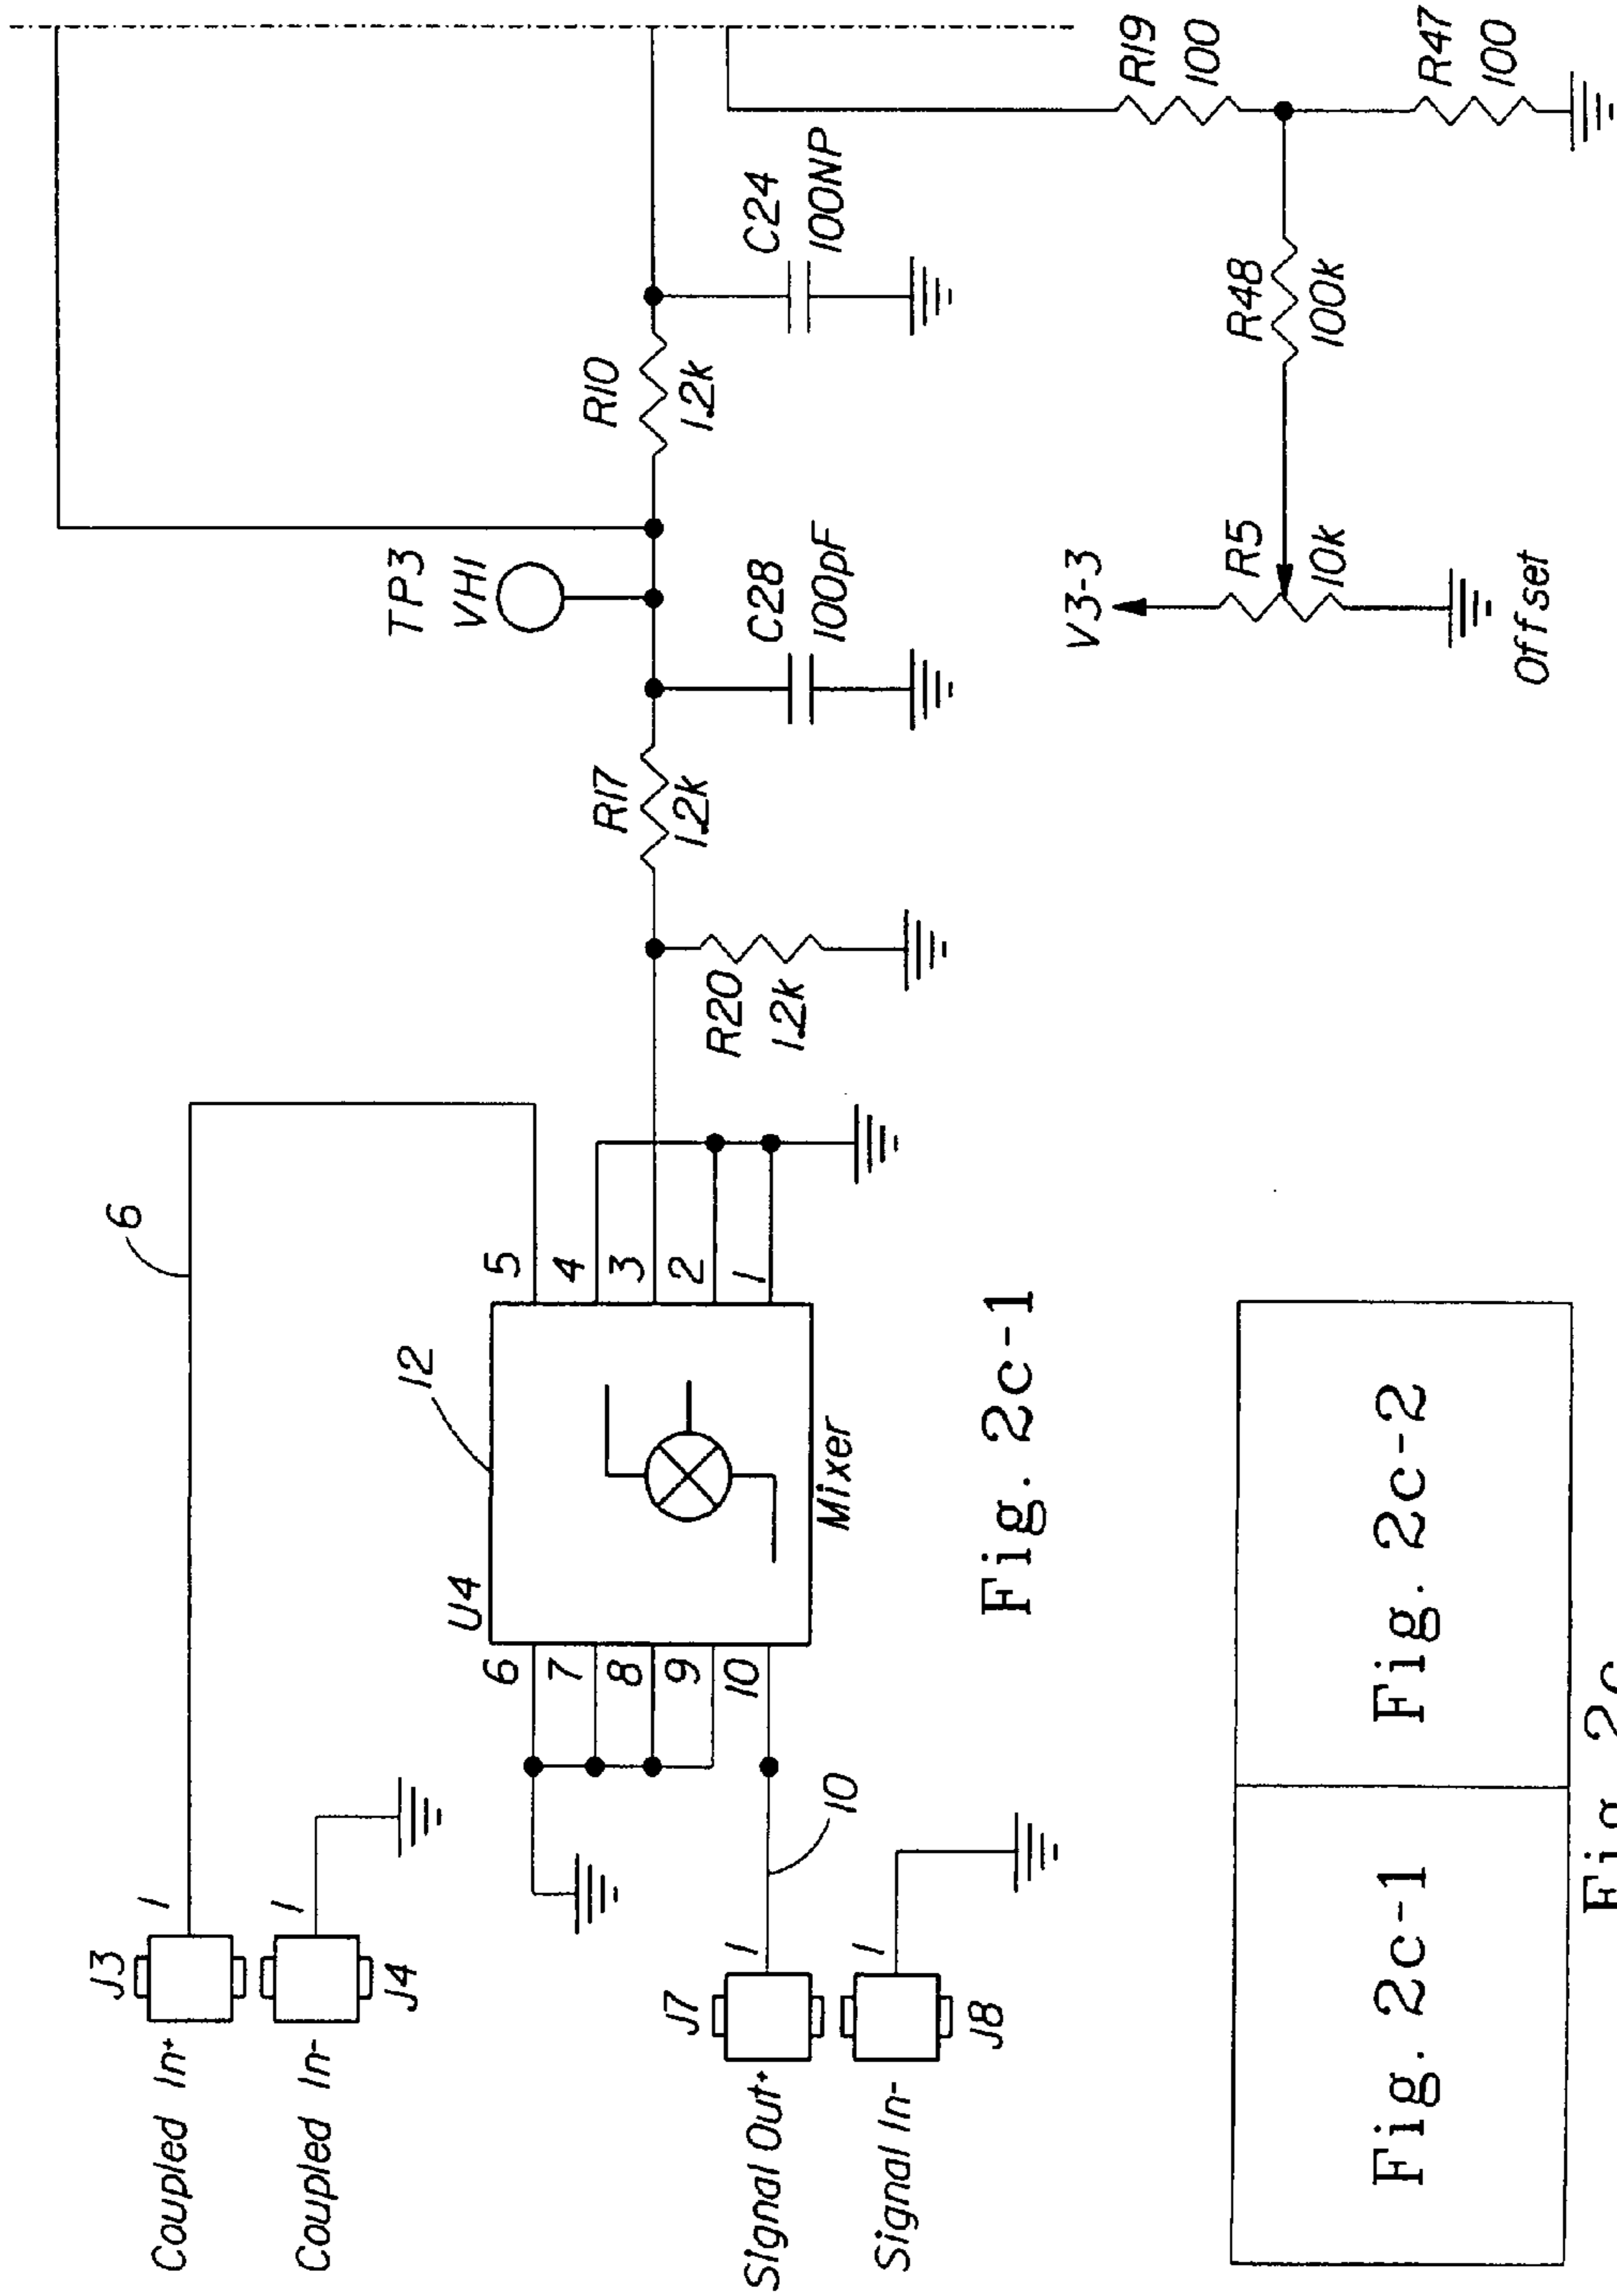 Coupled In+
J3
1
6
Coupled In-
J4
1
Signal Out+
J7
1
10
Signal In-
J8
1
U4
12
6
7
8
9
10
5
4
3
2
1
Mixer
R20
1.2k
R17
1.2k
TP3
VH1
C28
100pF
R10
1.2k
C24
100NP
V3-3
R5
10k
Offset
R48
100k
R19
100
R47
100
Fig. 2c-1
Fig. 2c-1
Fig. 2c-2
Fig. 2c